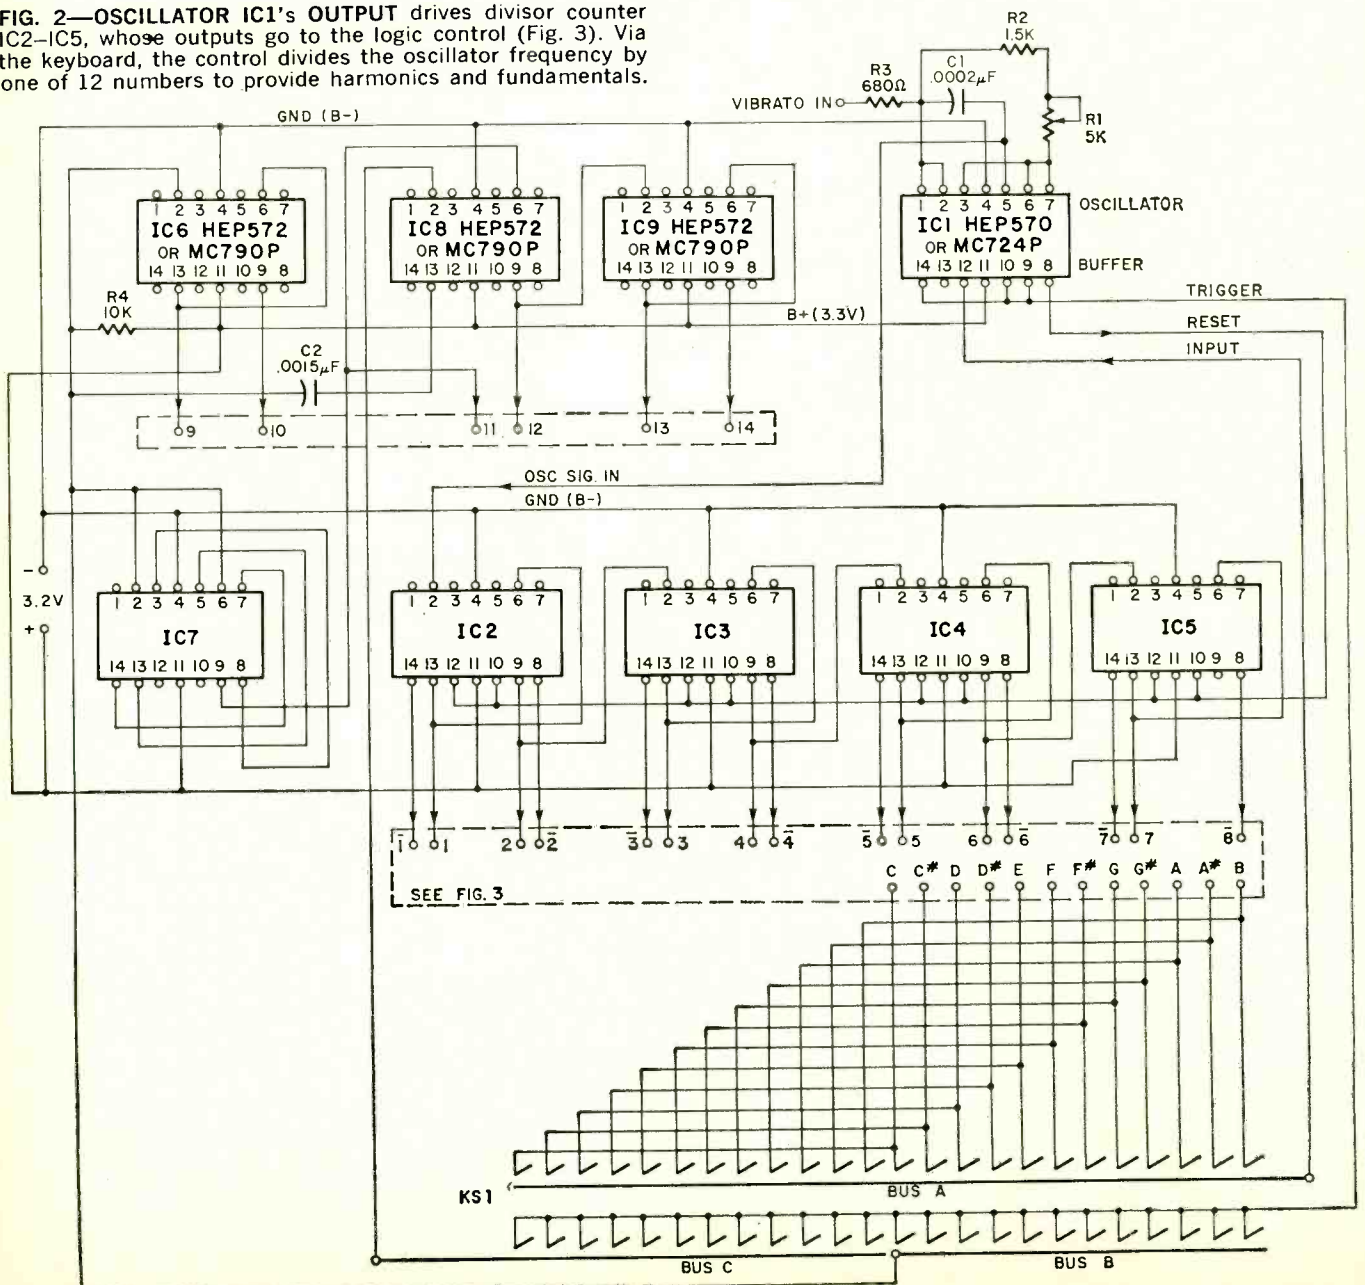 FIG. 2—OSCILLATOR IC1's OUTPUT drives divisor counter
IC2–IC5, whose outputs go to the logic control (Fig. 3). Via
the keyboard, the control divides the oscillator frequency by
one of 12 numbers to provide harmonics and fundamentals.
R2
1.5K
R3
680Ω
C1
.0002µF
VIBRATO IN
R1
5K
GND (B-)
1 2 3 4 5 6 7
IC6 HEP572
OR MC790P
14 13 12 11 10 9 8
1 2 3 4 5 6 7
IC8 HEP572
OR MC790P
14 13 12 11 10 9 8
1 2 3 4 5 6 7
IC9 HEP572
OR MC790P
14 13 12 11 10 9 8
1 2 3 4 5 6 7
IC1 HEP570
OR MC724P
14 13 12 11 10 9 8
OSCILLATOR
BUFFER
TRIGGER
RESET
INPUT
R4
10K
B+(3.3V)
C2
.0015µF
9 10 11 12 13 14
OSC SIG. IN
GND (B-)
-
3.2V
+
1 2 3 4 5 6 7
IC7
14 13 12 11 10 9 8
1 2 3 4 5 6 7
IC2
14 13 12 11 10 9 8
1 2 3 4 5 6 7
IC3
14 13 12 11 10 9 8
1 2 3 4 5 6 7
IC4
14 13 12 11 10 9 8
1 2 3 4 5 6 7
IC5
14 13 12 11 10 9 8
1̅ 1 2 2̅ 3̅ 3 4 4̅ 5̅ 5 6 6̅ 7̅ 7 8̅
C C# D D# E F F# G G# A A# B
SEE FIG. 3
KS1
BUS A
BUS C
BUS B